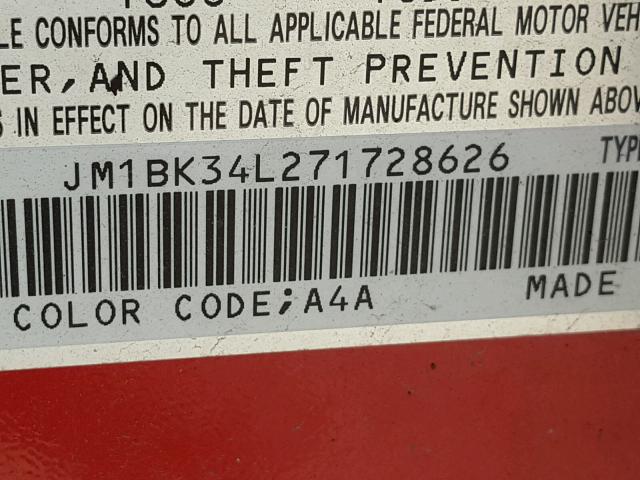 LE CONFORMS TO ALL APPLICABLE FEDERAL MOTOR VEH
ER, AND THEFT PREVENTION
S IN EFFECT ON THE DATE OF MANUFACTURE SHOWN ABOV
JM1BK34L271728626 TYP
COLOR CODE;A4A MADE